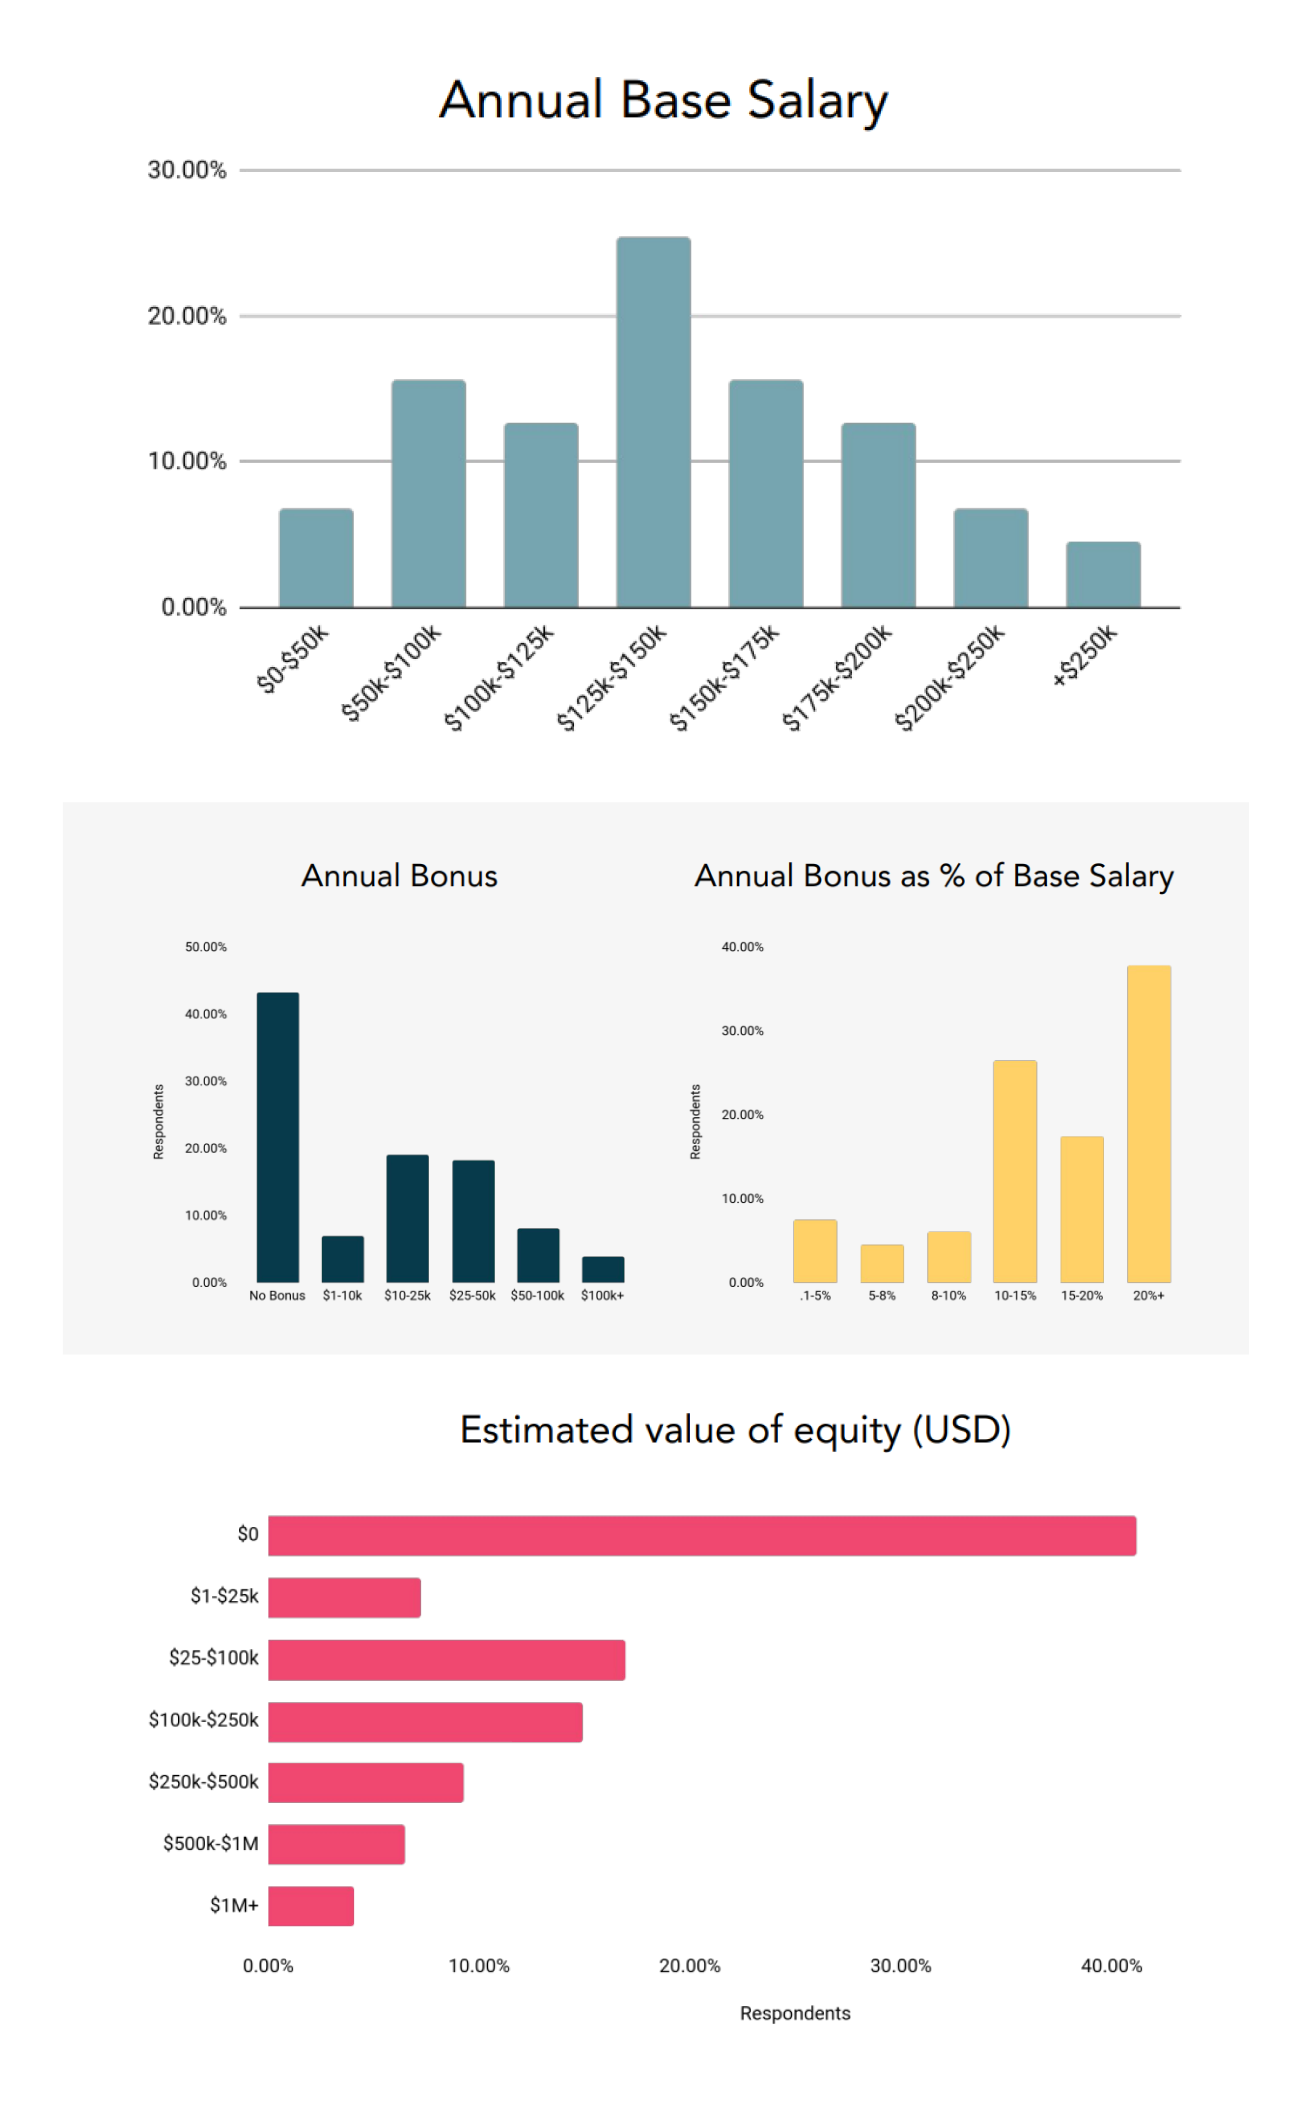 Annual Base Salary
30.00%
20.00%
10.00%
0.00%
$0-$50k
$50k-$100k
$100k-$125k
$125k-$150k
$150k-$175k
$175k-$200k
$200k-$250k
+$250k
Annual Bonus
50.00%
40.00%
30.00%
20.00%
10.00%
0.00%
Respondents
No Bonus
$1-10k
$10-25k
$25-50k
$50-100k
$100k+
Annual Bonus as % of Base Salary
40.00%
30.00%
20.00%
10.00%
0.00%
Respondents
.1-5%
5-8%
8-10%
10-15%
15-20%
20%+
Estimated value of equity (USD)
$0
$1-$25k
$25-$100k
$100k-$250k
$250k-$500k
$500k-$1M
$1M+
0.00%
10.00%
20.00%
30.00%
40.00%
Respondents